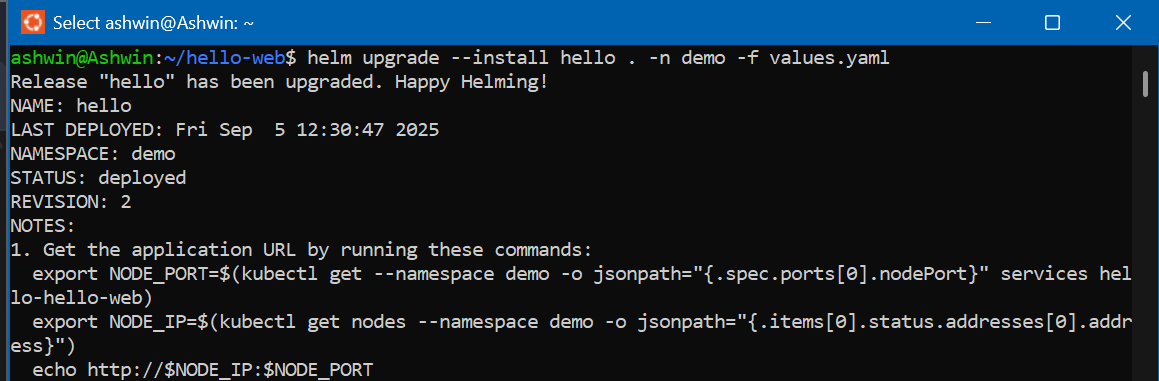 Select ashwin@Ashwin: ~
ashwin@Ashwin:~/hello-web$ helm upgrade --install hello . -n demo -f values.yaml
Release "hello" has been upgraded. Happy Helming!
NAME: hello
LAST DEPLOYED: Fri Sep  5 12:30:47 2025
NAMESPACE: demo
STATUS: deployed
REVISION: 2
NOTES:
1. Get the application URL by running these commands:
  export NODE_PORT=$(kubectl get --namespace demo -o jsonpath="{.spec.ports[0].nodePort}" services hel
lo-hello-web)
  export NODE_IP=$(kubectl get nodes --namespace demo -o jsonpath="{.items[0].status.addresses[0].addr
ess}")
  echo http://$NODE_IP:$NODE_PORT